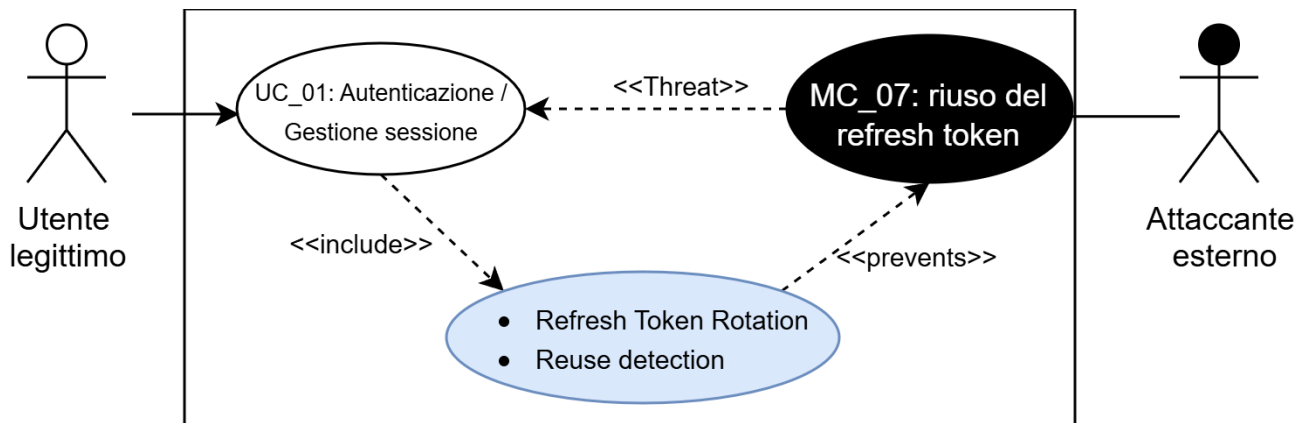 UC_01: Autenticazione /
Gestione sessione
<<Threat>>
MC_07: riuso del
refresh token
Utente
legittimo
<<include>>
<<prevents>>
Attaccante
esterno
• Refresh Token Rotation
• Reuse detection